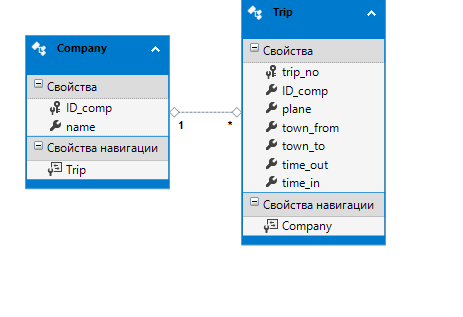 Company
Свойства
ID_comp
name
Свойства навигации
Trip
1
*
Trip
Свойства
trip_no
ID_comp
plane
town_from
town_to
time_out
time_in
Свойства навигации
Company